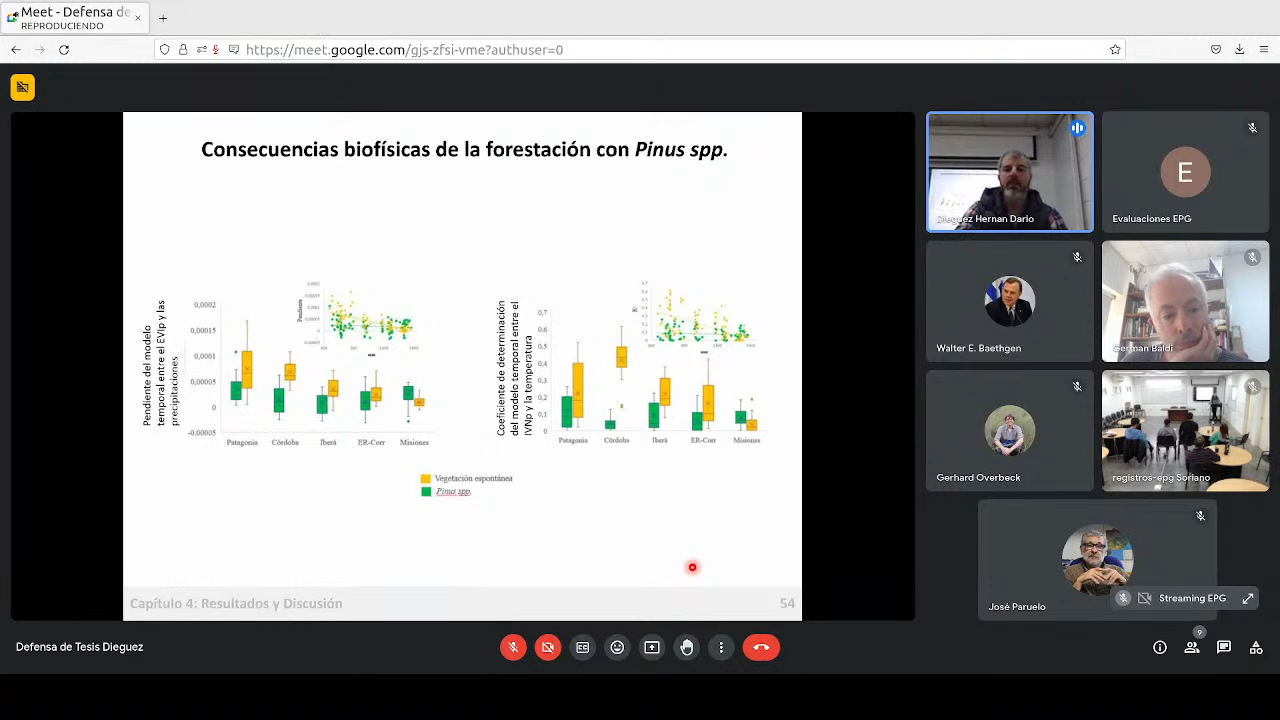 Meet - Defensa de
REPRODUCIENDO
https://meet.google.com/gjs-zfsi-vme?authuser=0
Consecuencias biofísicas de la forestación con Pinus spp.
Pendiente del modelo
temporal entre el EVIp y las
precipitaciones
0,0002
0,00015
0,0001
0,00005
0
-0,00005
Patagonia
Córdoba
Iberá
ER-Corr
Misiones
Pendiente
Coeficiente de determinación
del modelo temporal entre el
IVNp y la temperatura
0,7
0,6
0,5
0,4
0,3
0,2
0,1
0
Patagonia
Córdoba
Iberá
ER-Corr
Misiones
Vegetación espontánea
Pinus spp.
Capítulo 4: Resultados y Discusión
54
Dieguez Hernan Dario
E
Evaluaciones EPG
Walter E. Baethgen
German Baldi
Gerhard Overbeck
registros-epg Soriano
José Paruelo
Streaming EPG
Defensa de Tesis Dieguez
9